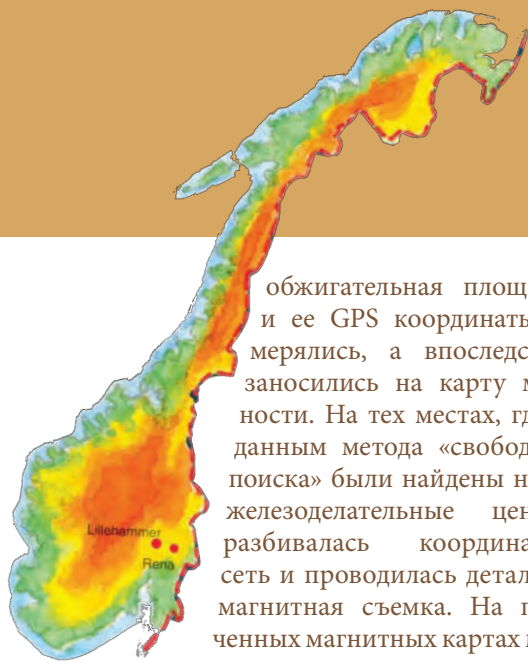 обжигательная площ
и ее GPS координаты
мерялись, а впоследс
заносились на карту м
ности. На тех местах, гд
данным метода «свобод
поиска» были найдены н
железоделательные цен
разбивалась координа
сеть и проводилась детал
магнитная съемка. На п
ченных магнитных картах
Lillehammer
Rena